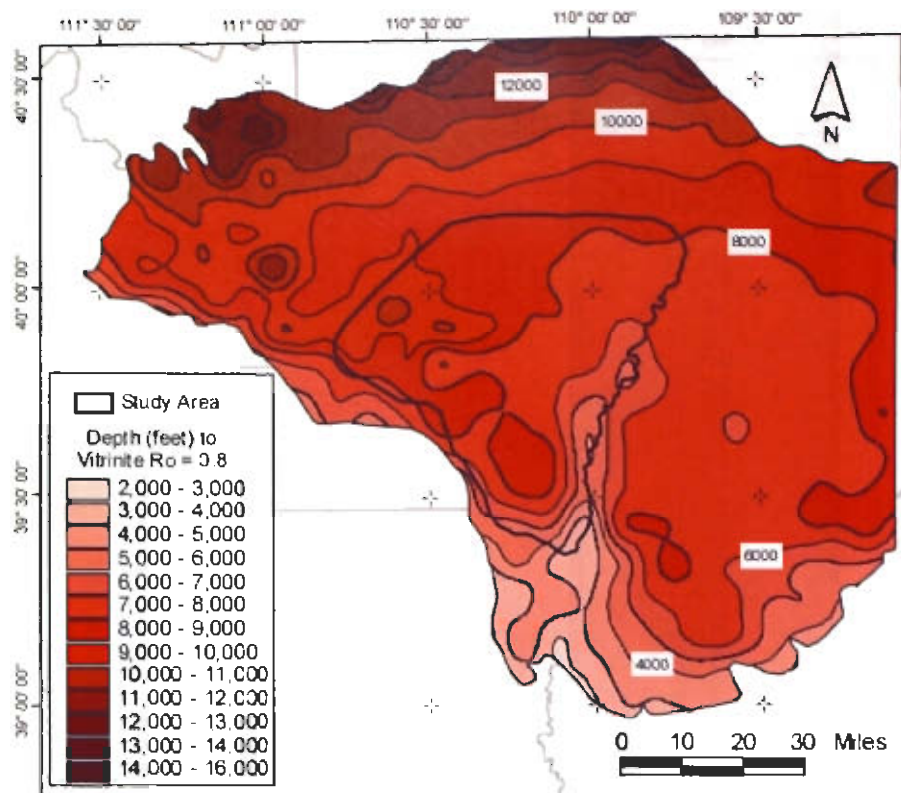 111° 30' 00" 111° 00' 00" 110° 30' 00" 110° 00' 00" 109° 30' 00"
40° 30' 00"
40° 00' 00"
39° 30' 00"
39° 00' 00"
12000
10000
N
8000
6000
4000
Study Area
Depth (feet) to
Vitrinite Ro = 0.8
2,000 - 3,000
3,000 - 4,000
4,000 - 5,000
5,000 - 6,000
6,000 - 7,000
7,000 - 8,000
8,000 - 9,000
9,000 - 10,000
10,000 - 11,000
11,000 - 12,000
12,000 - 13,000
13,000 - 14,000
14,000 - 16,000
0 10 20 30 Miles